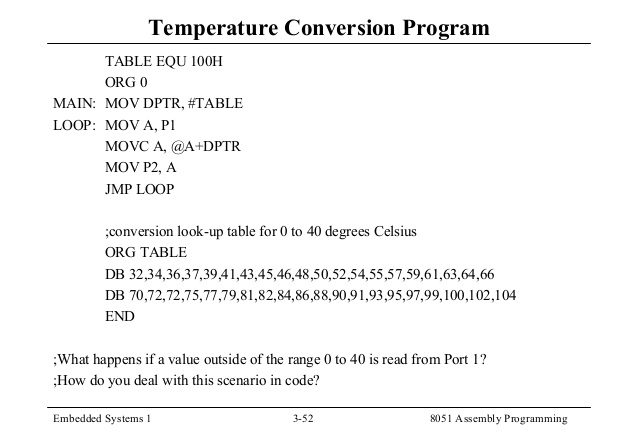 Temperature Conversion Program
TABLE EQU 100H
ORG 0
MAIN: MOV DPTR, #TABLE
LOOP: MOV A, P1
MOVC A, @A+DPTR
MOV P2, A
JMP LOOP
;conversion look-up table for 0 to 40 degrees Celsius
ORG TABLE
DB 32,34,36,37,39,41,43,45,46,48,50,52,54,55,57,59,61,63,64,66
DB 70,72,72,75,77,79,81,82,84,86,88,90,91,93,95,97,99,100,102,104
END
;What happens if a value outside of the range 0 to 40 is read from Port 1?
;How do you deal with this scenario in code?
Embedded Systems 1 3-52 8051 Assembly Programming